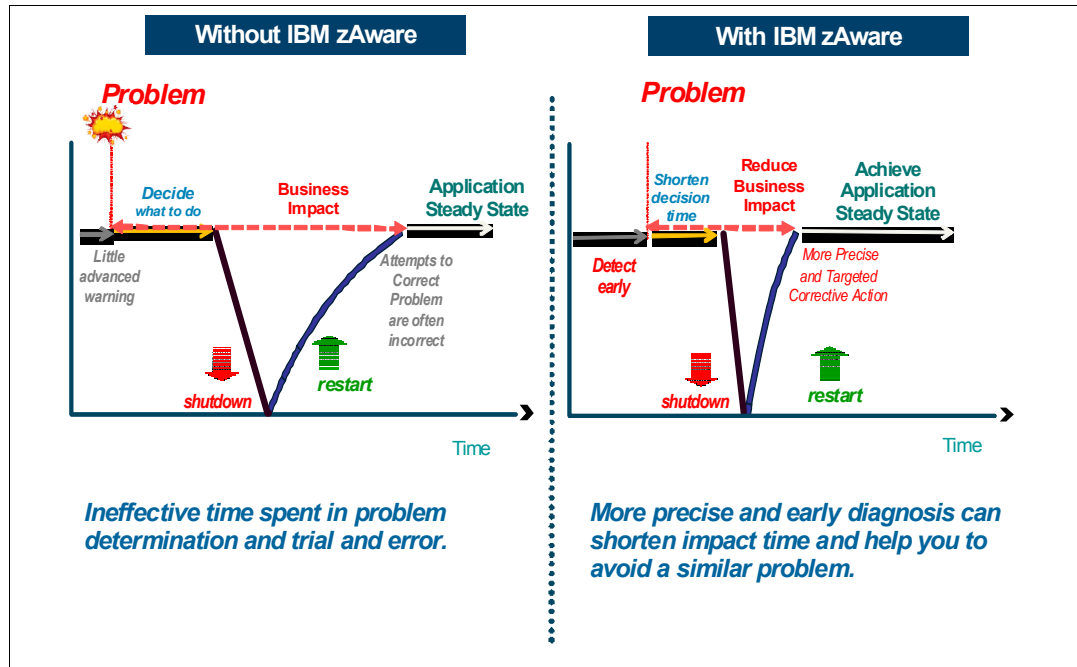 Without IBM zAware
Problem
Decide
what to do
Business
Impact
Application
Steady State
Little
advanced
warning
Attempts to
Correct
Problem
are often
incorrect
shutdown
restart
Time
Ineffective time spent in problem
determination and trial and error.
With IBM zAware
Problem
Shorten
decision
time
Reduce
Business
Impact
Achieve
Application
Steady State
Detect
early
More Precise
and Targeted
Corrective Action
shutdown
restart
Time
More precise and early diagnosis can
shorten impact time and help you to
avoid a similar problem.